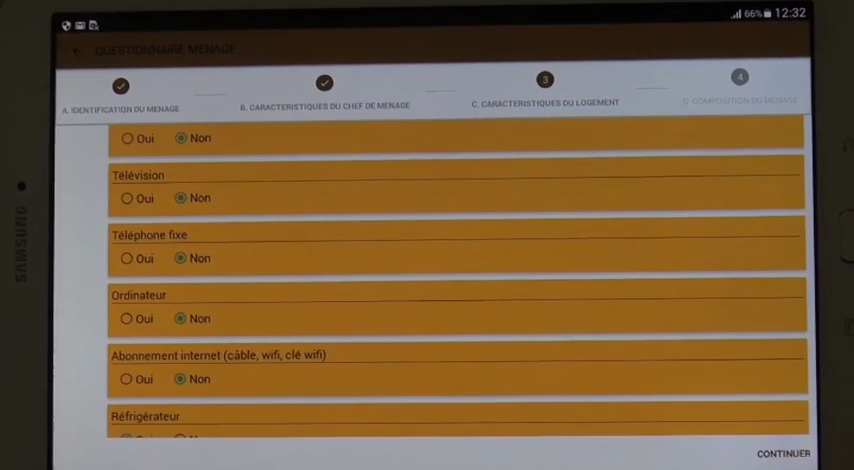 66% 12:32
QUESTIONNAIRE MENAGE
3
4
A. IDENTIFICATION DU MENAGE
B. CARACTERISTIQUES DU CHEF DE MENAGE
C. CARACTERISTIQUES DU LOGEMENT
G. COMPOSITION DU MENAGE
Oui Non
Télévision
Oui Non
Téléphone fixe
Oui Non
Ordinateur
Oui Non
Abonnement internet (câble, wifi, clé wifi)
Oui Non
Réfrigérateur
CONTINUER
SAMSUNG